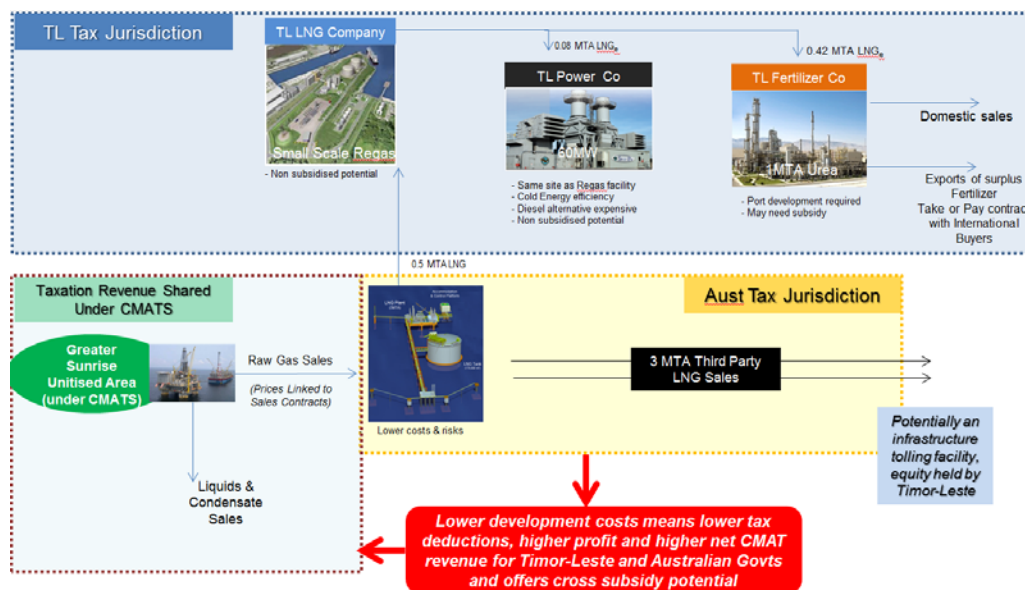 TL Tax Jurisdiction
TL LNG Company
Small Scale Regas
- Non subsidised potential
0.08 MTA LNGe
TL Power Co
60MW
- Same site as Regas facility
- Cold Energy efficiency
- Diesel alternative expensive
- Non subsidised potential
0.42 MTA LNGe
TL Fertilizer Co
1MTA Urea
- Port development required
- May need subsidy
Domestic sales
Exports of surplus
Fertilizer
Take or Pay contract
with International
Buyers
0.5 MTA LNG
Taxation Revenue Shared
Under CMATS
Greater
Sunrise
Unitised Area
(under CMATS)
Raw Gas Sales
(Prices Linked to
Sales Contracts)
Liquids &
Condensate
Sales
LNG Plant
Lower costs & risks
Aust Tax Jurisdiction
3 MTA Third Party
LNG Sales
Potentially an
infrastructure
tolling facility,
equity held by
Timor-Leste
Lower development costs means lower tax
deductions, higher profit and higher net CMAT
revenue for Timor-Leste and Australian Govts
and offers cross subsidy potential